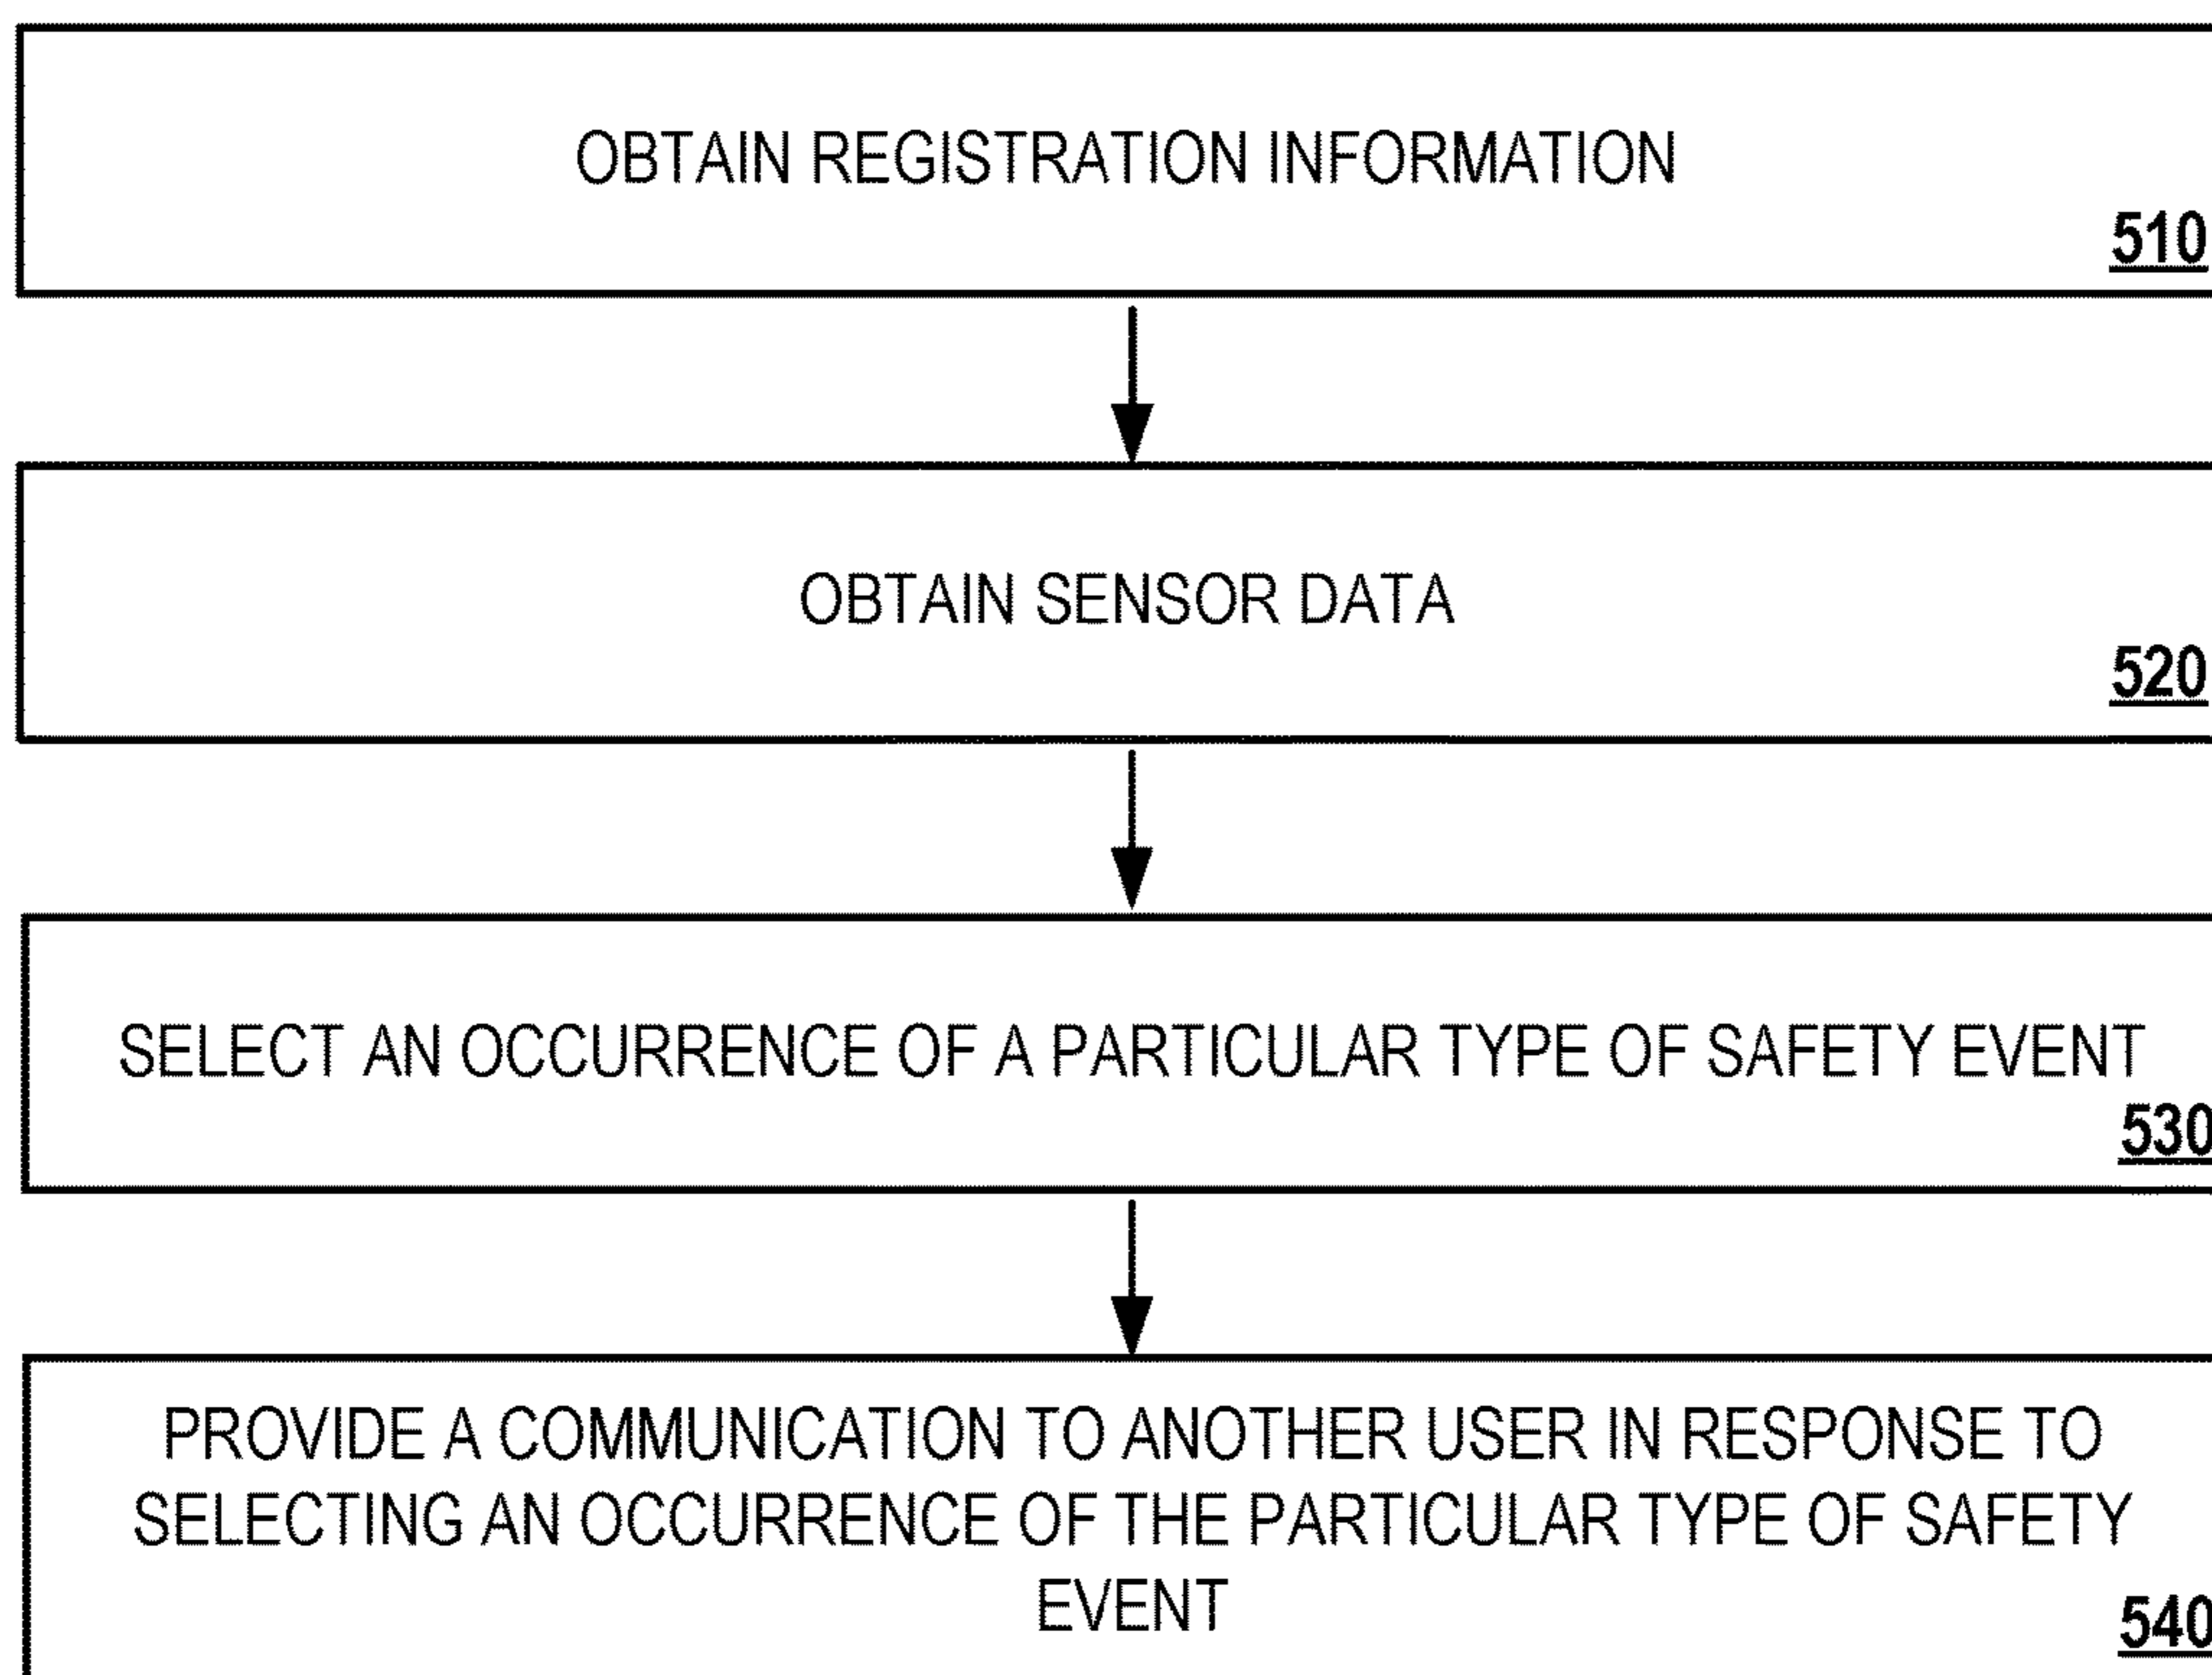 OBTAIN REGISTRATION INFORMATION
510
OBTAIN SENSOR DATA
520
SELECT AN OCCURRENCE OF A PARTICULAR TYPE OF SAFETY EVENT
530
PROVIDE A COMMUNICATION TO ANOTHER USER IN RESPONSE TO
SELECTING AN OCCURRENCE OF THE PARTICULAR TYPE OF SAFETY
EVENT
540